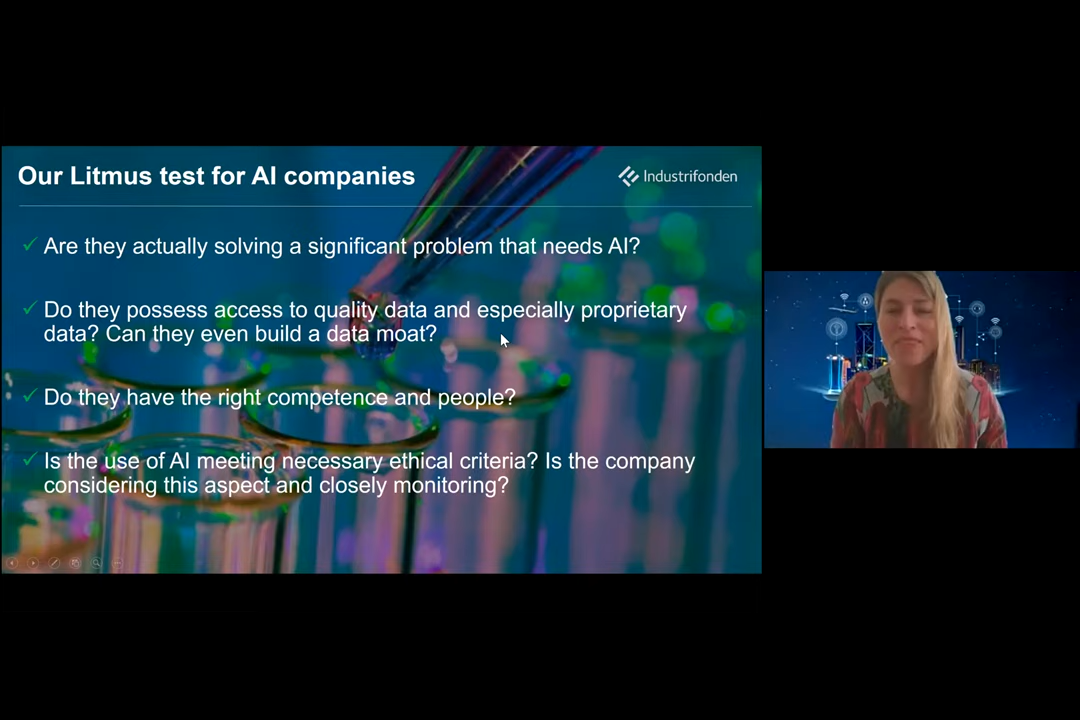 Our Litmus test for AI companies
Industrifonden
Are they actually solving a significant problem that needs AI?
Do they possess access to quality data and especially proprietary
data? Can they even build a data moat?
Do they have the right competence and people?
Is the use of AI meeting necessary ethical criteria? Is the company
considering this aspect and closely monitoring?